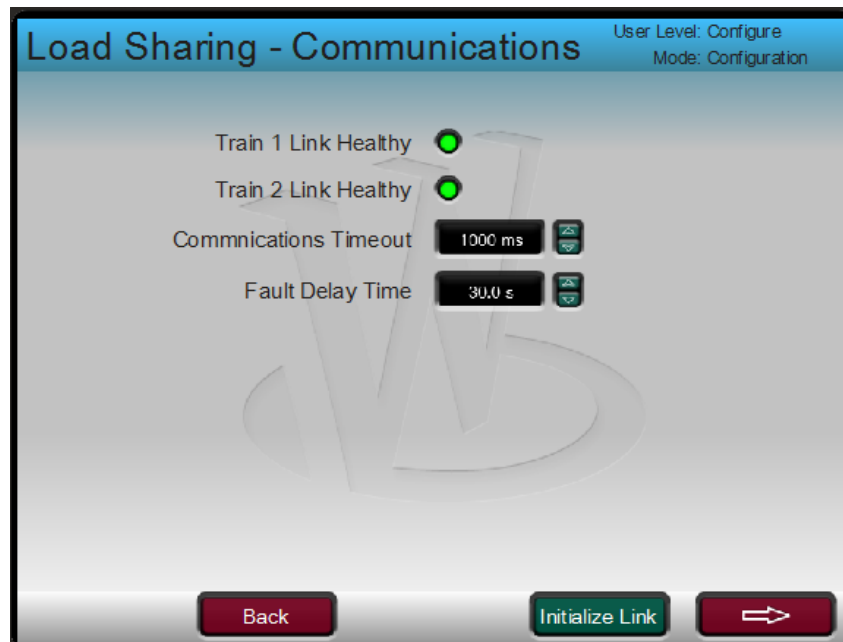 Load Sharing - Communications
User Level: Configure
Mode: Configuration
Train 1 Link Healthy
Train 2 Link Healthy
Commnications Timeout 1000 ms
Fault Delay Time 30.0 s
Back Initialize Link